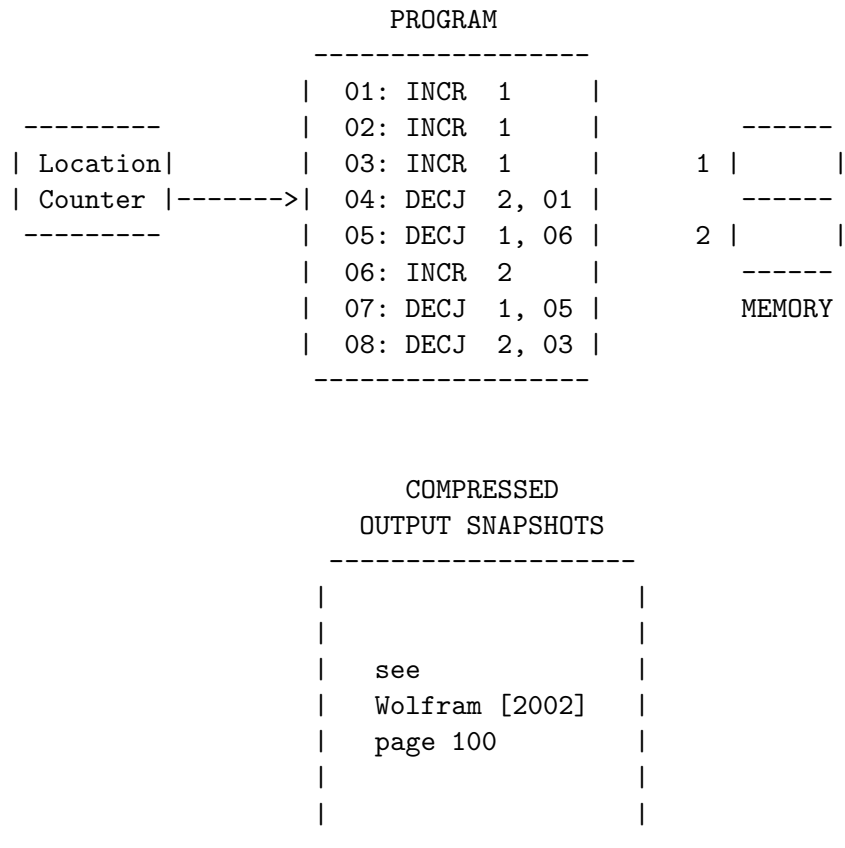 PROGRAM
-------------------
| 01: INCR 1 |
--------- | 02: INCR 1 | ------
| Location| | 03: INCR 1 | 1 | |
| Counter |------->| 04: DECJ 2, 01 | ------
--------- | 05: DECJ 1, 06 | 2 | |
| 06: INCR 2 | ------
| 07: DECJ 1, 05 | MEMORY
| 08: DECJ 2, 03 |
-------------------
COMPRESSED
OUTPUT SNAPSHOTS
--------------------
| |
| |
| see |
| Wolfram [2002] |
| page 100 |
| |
| |